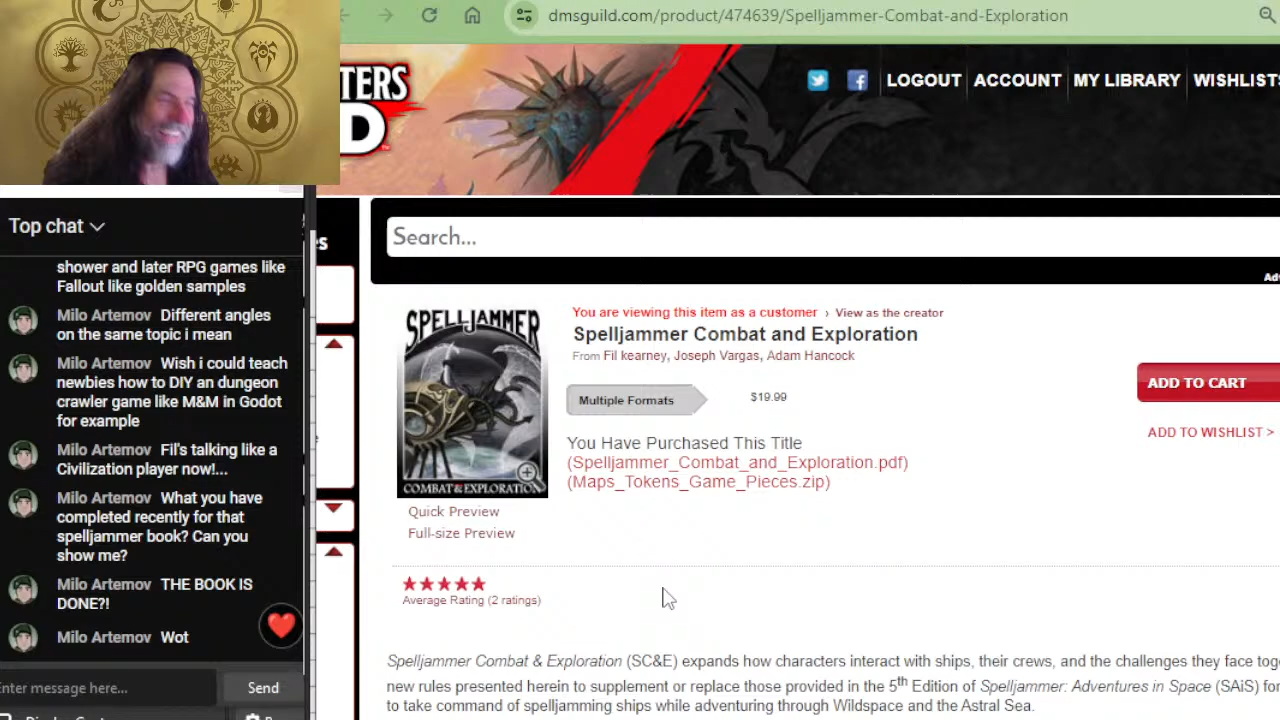 dmsguild.com/product/474639/Spelljammer-Combat-and-Exploration
TERS
D
LOGOUT ACCOUNT MY LIBRARY WISHLISTS
es
Search...
Top chat
shower and later RPG games like
Fallout like golden samples
Milo Artemov Different angles
on the same topic i mean
Milo Artemov Wish i could teach
newbies how to DIY an dungeon
crawler game like M&M in Godot
for example
Milo Artemov Fil's talking like a
Civilization player now!...
Milo Artemov What you have
completed recently for that
spelljammer book? Can you
show me?
Milo Artemov THE BOOK IS
DONE?!
Milo Artemov Wot
Enter message here...
Send
SPELLJAMMER
COMBAT & EXPLORATION
You are viewing this item as a customer › View as the creator
Spelljammer Combat and Exploration
From Fil kearney, Joseph Vargas, Adam Hancock
Multiple Formats
$19.99
ADD TO CART
ADD TO WISHLIST >
You Have Purchased This Title
(Spelljammer_Combat_and_Exploration.pdf)
(Maps_Tokens_Game_Pieces.zip)
Quick Preview
Full-size Preview
Average Rating (2 ratings)
Spelljammer Combat & Exploration (SC&E) expands how characters interact with ships, their crews, and the challenges they face toge
new rules presented herein to supplement or replace those provided in the 5th Edition of Spelljammer: Adventures in Space (SAiS) for
to take command of spelljamming ships while adventuring through Wildspace and the Astral Sea.